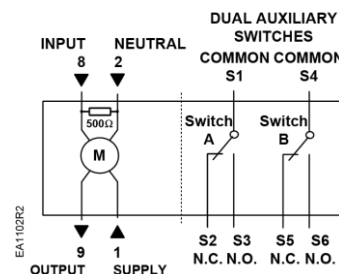 DUAL AUXILIARY
SWITCHES
INPUT NEUTRAL
COMMON COMMON
8 2 S1 S4
500Ω
Switch
A
Switch
B
M
EA1102R2
9 1
OUTPUT SUPPLY
S2 S3 S5 S6
N.C. N.O. N.C. N.O.